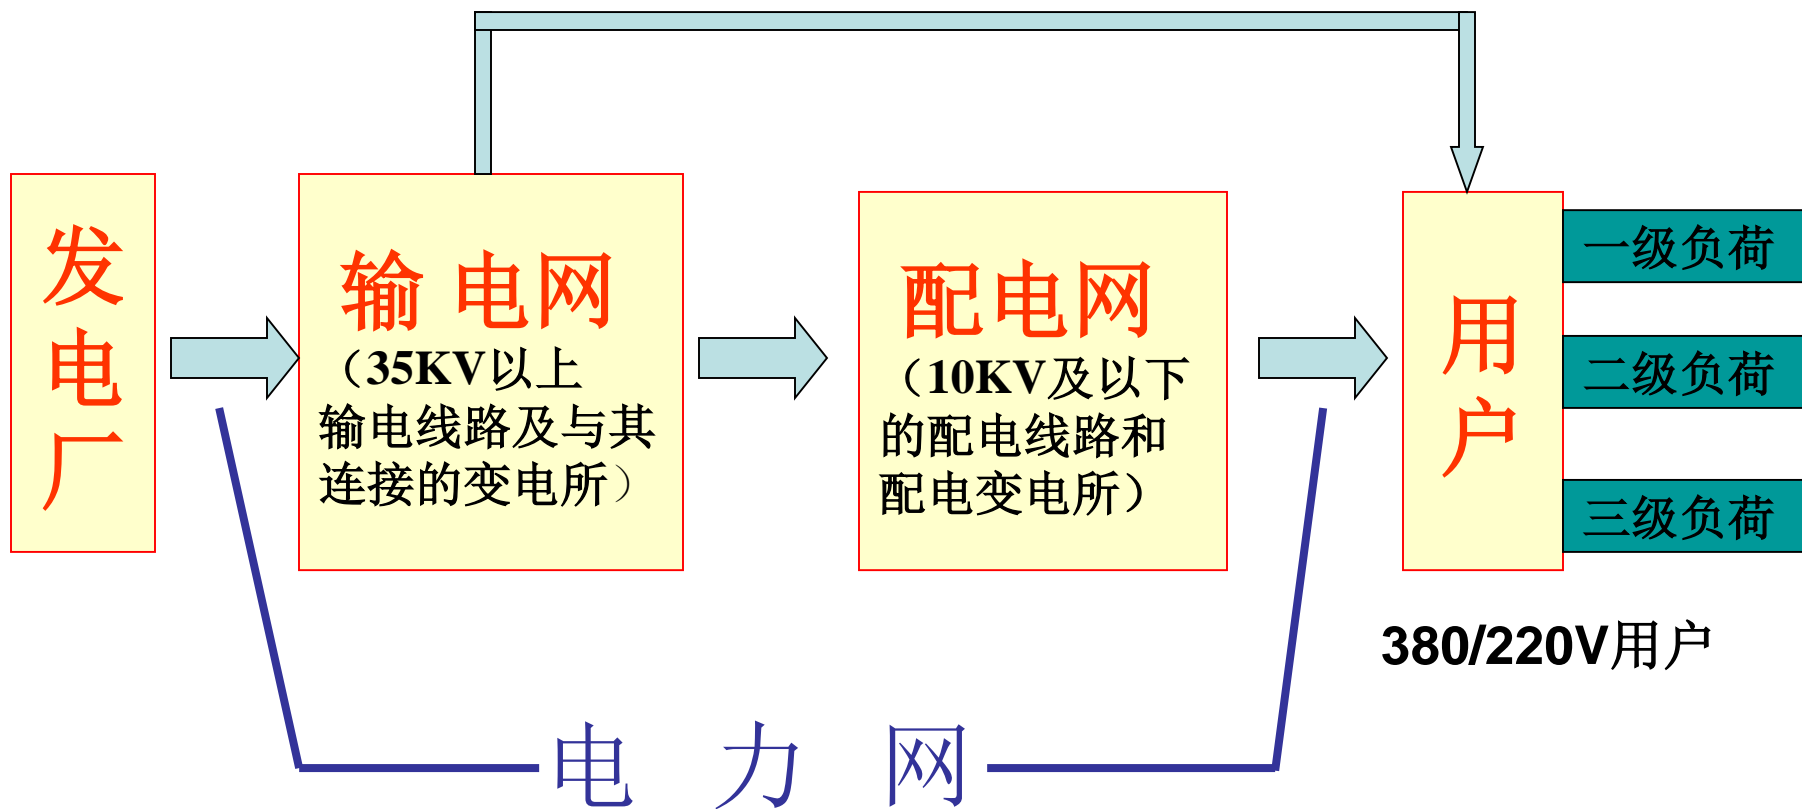 发电厂
输 电网
（35KV以上
输电线路及与其
连接的变电所）
配电网
（10KV及以下
的配电线路和
配电变电所）
用户
一级负荷
二级负荷
三级负荷
380/220V用户
电 力 网